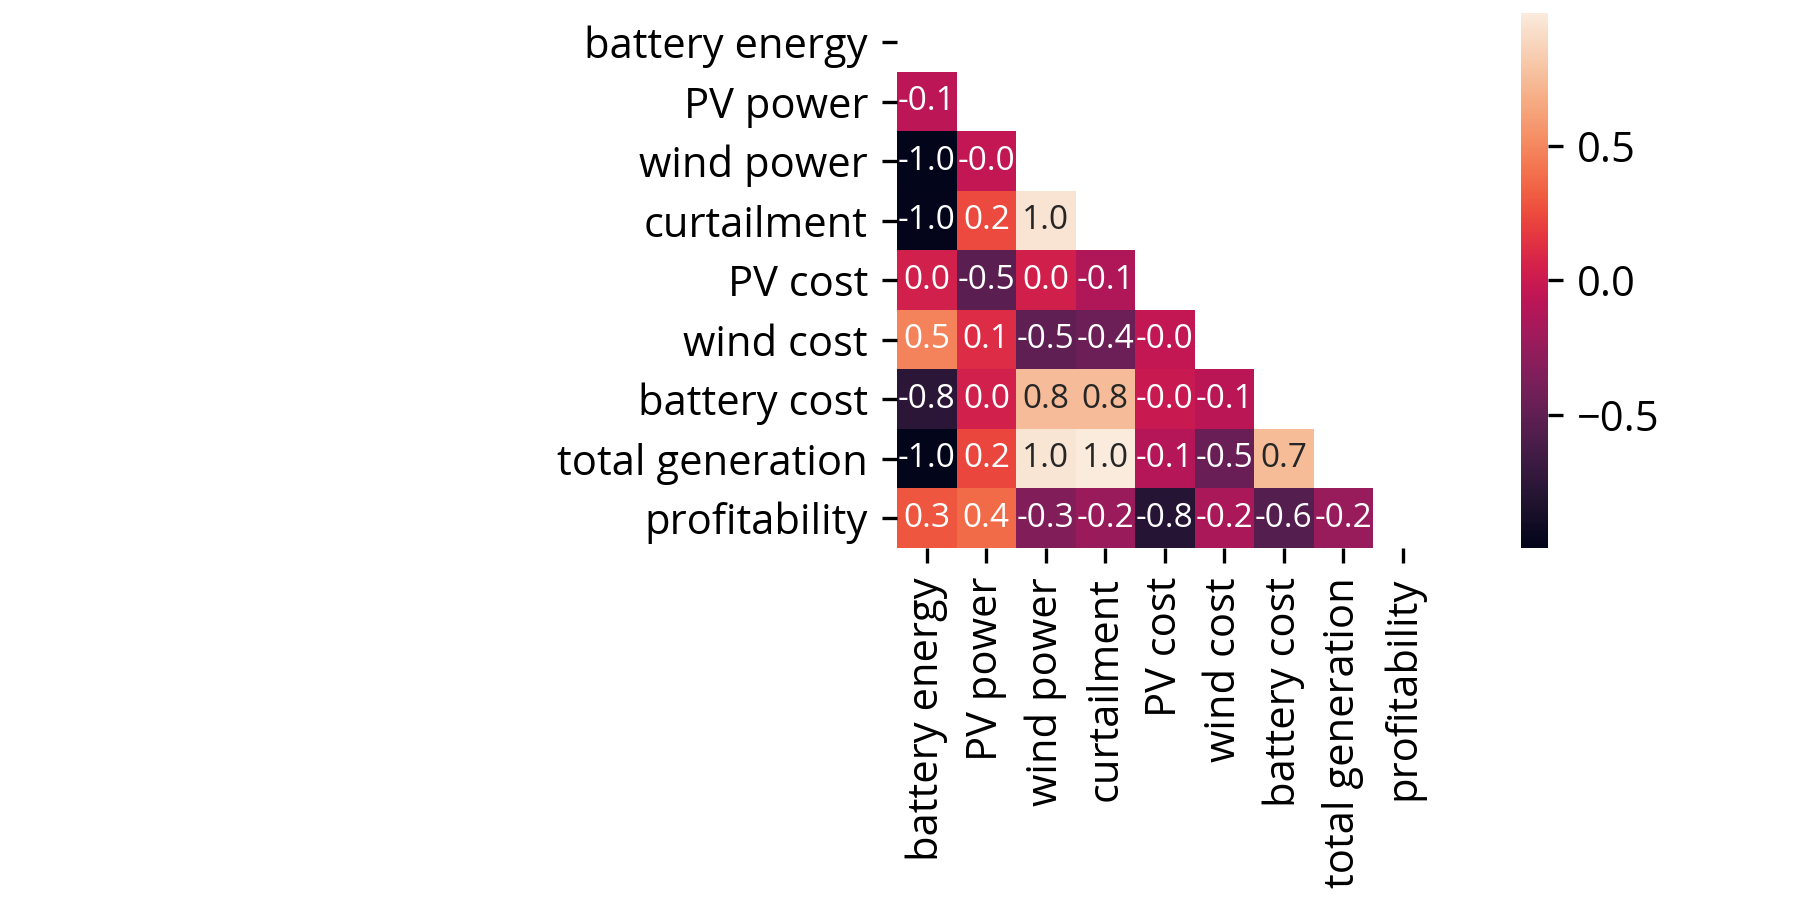 battery energy
PV power -0.1
wind power -1.0 -0.0
curtailment -1.0 0.2 1.0
PV cost 0.0 -0.5 0.0 -0.1
wind cost 0.5 0.1 -0.5 -0.4 -0.0
battery cost -0.8 0.0 0.8 0.8 -0.0 -0.1
total generation -1.0 0.2 1.0 1.0 -0.1 -0.5 0.7
profitability 0.3 0.4 -0.3 -0.2 -0.8 -0.2 -0.6 -0.2
battery energy
PV power
wind power
curtailment
PV cost
wind cost
battery cost
total generation
profitability
0.5
0.0
−0.5